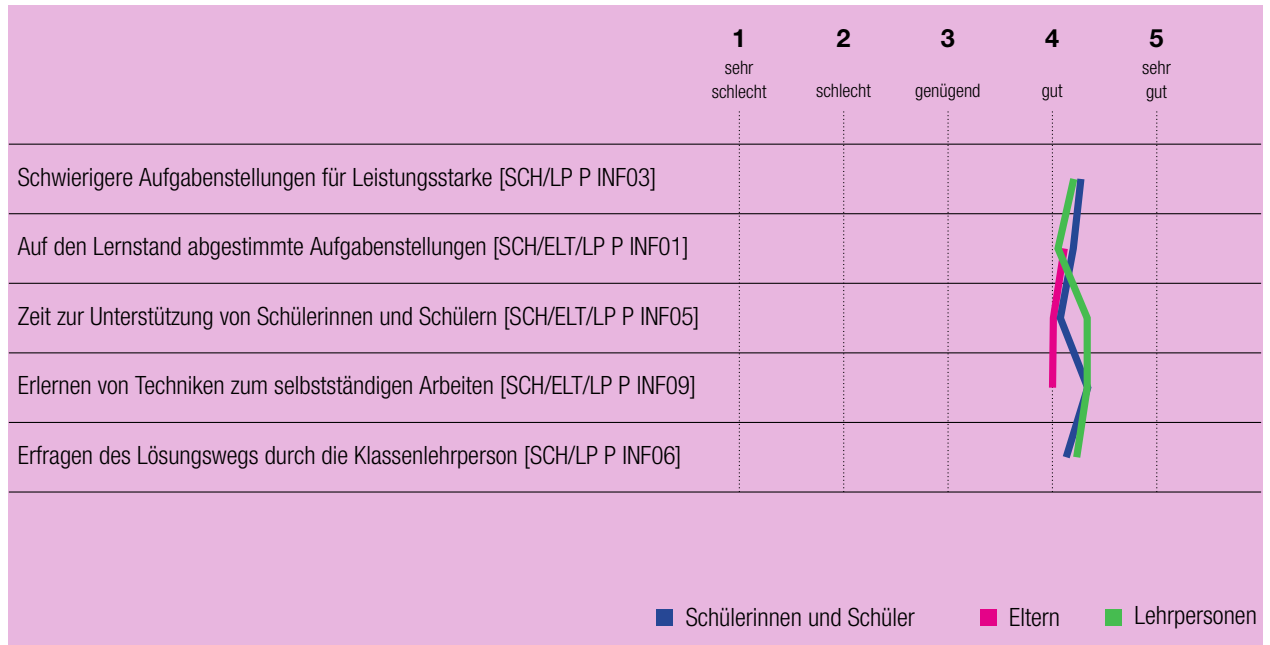 1 2 3 4 5
sehr schlecht schlecht genügend gut sehr gut
Schwierigere Aufgabenstellungen für Leistungsstarke [SCH/LP P INF03]
Auf den Lernstand abgestimmte Aufgabenstellungen [SCH/ELT/LP P INF01]
Zeit zur Unterstützung von Schülerinnen und Schülern [SCH/ELT/LP P INF05]
Erlernen von Techniken zum selbstständigen Arbeiten [SCH/ELT/LP P INF09]
Erfragen des Lösungswegs durch die Klassenlehrperson [SCH/LP P INF06]
Schülerinnen und Schüler Eltern Lehrpersonen